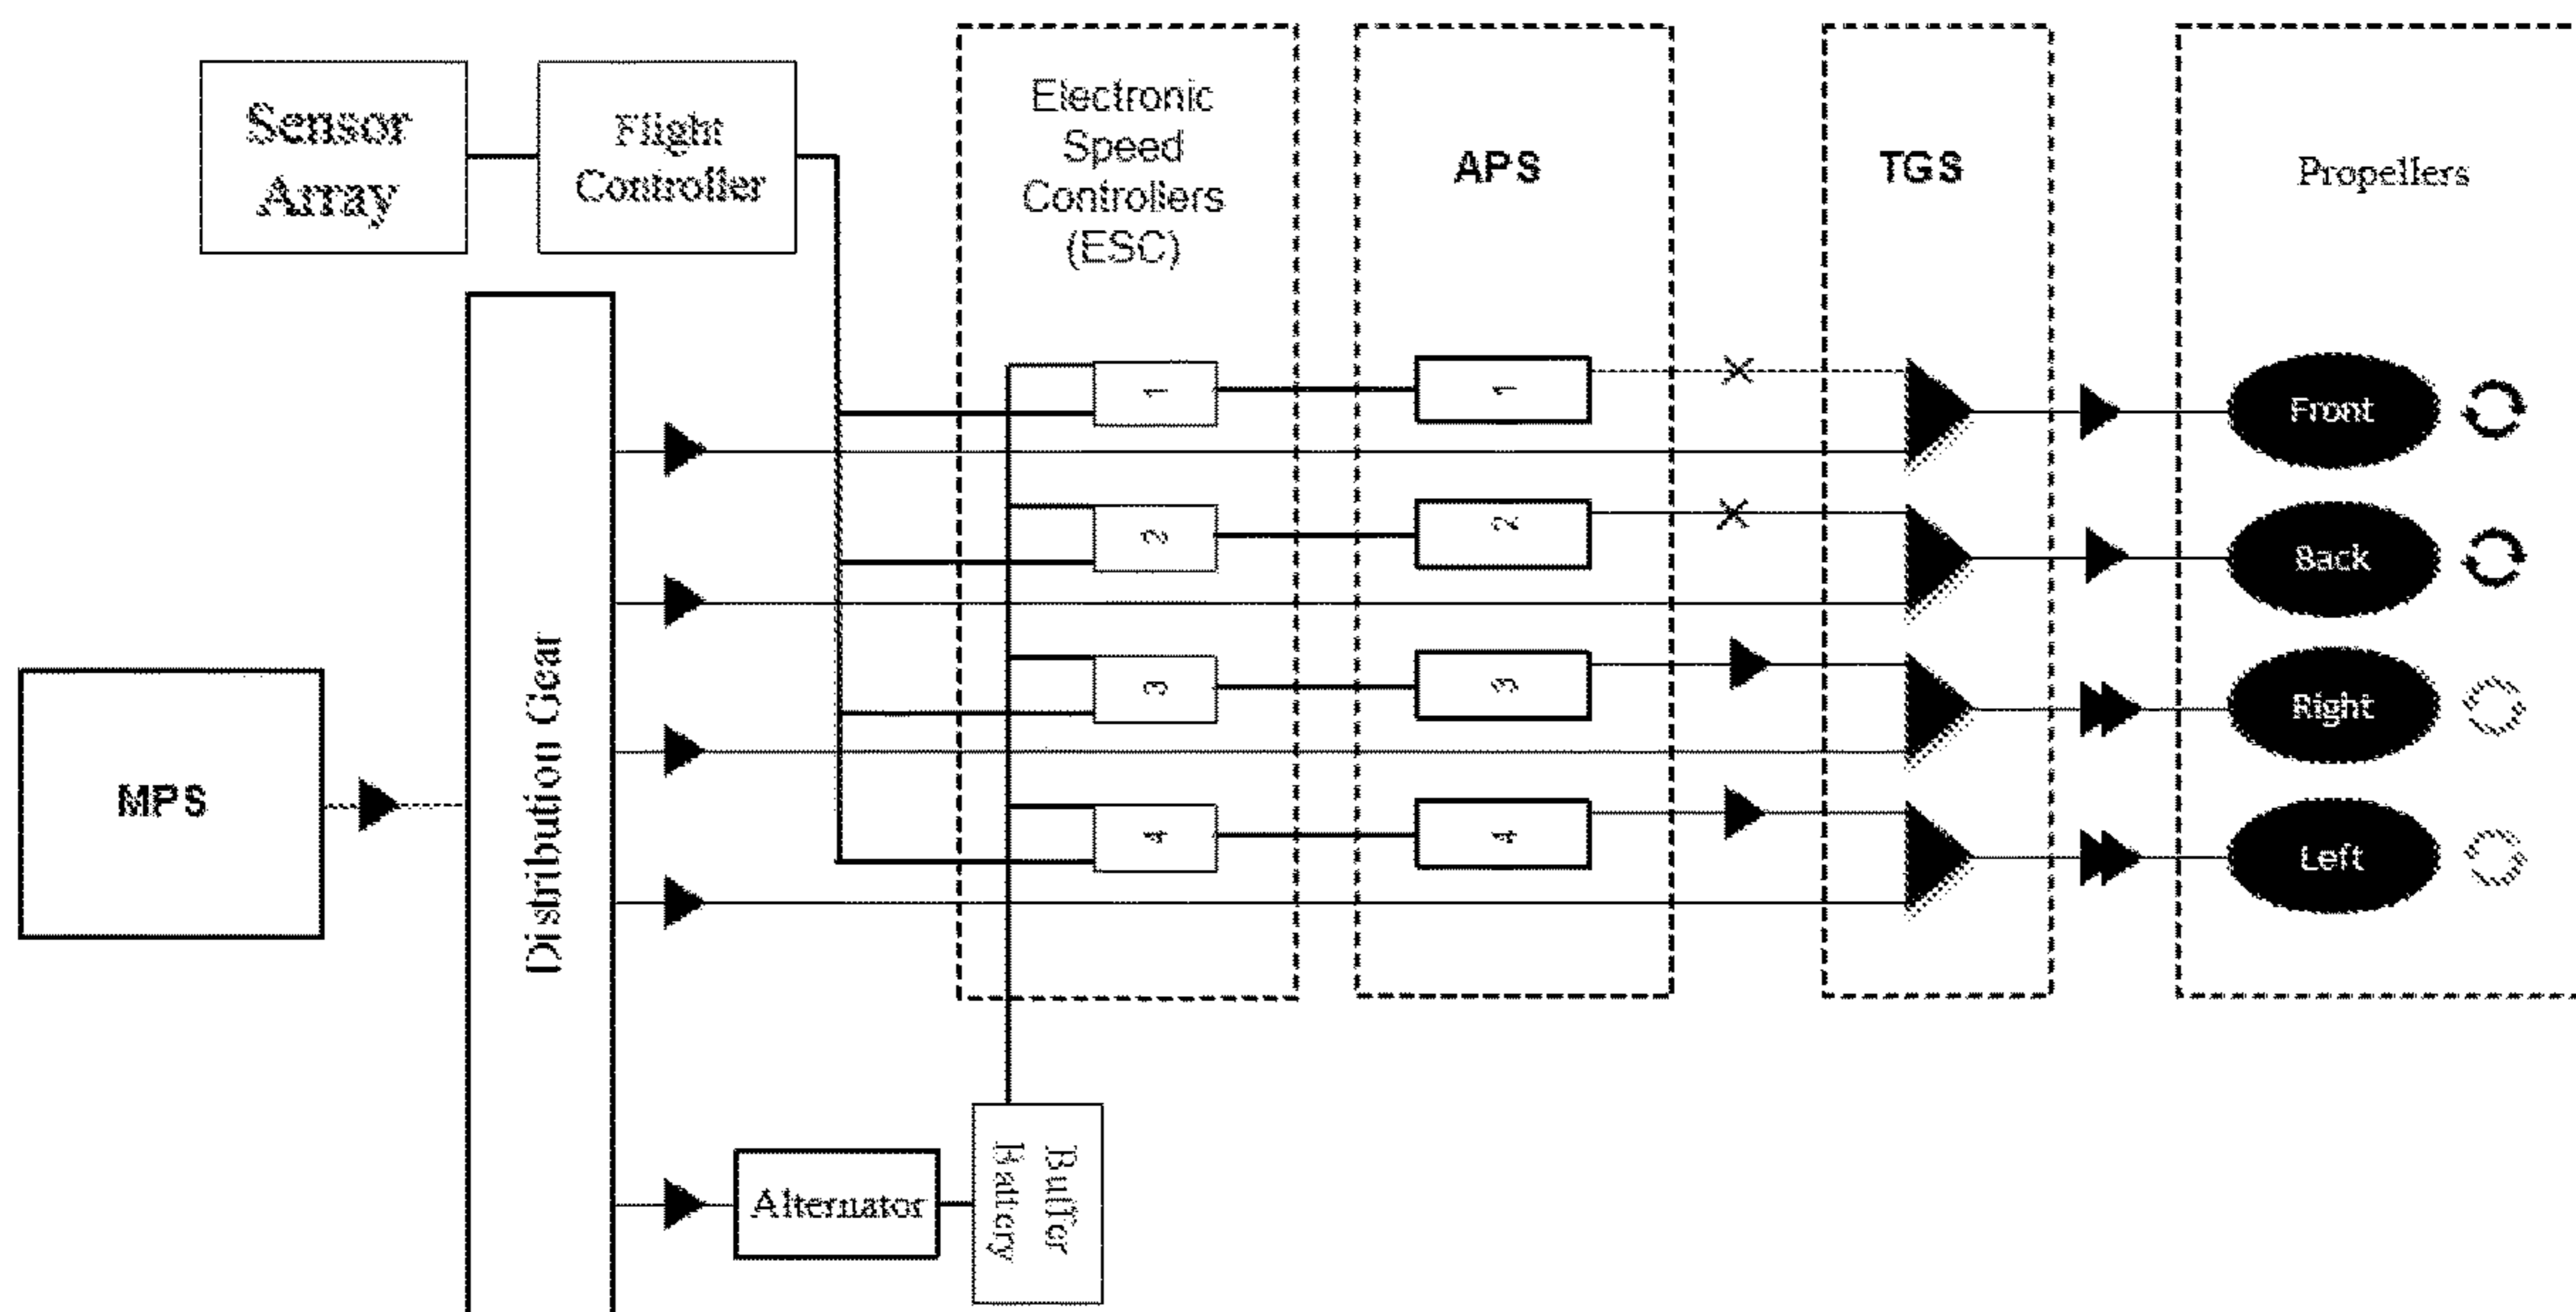 Sensor
Array
Flight
Controller
Electronic
Speed
Controllers
(ESC)
APS
TGS
Propellers
1
1
Front
2
2
Back
3
3
Right
4
4
Left
MPS
Distribution Gear
Alternator
Buffer
Battery